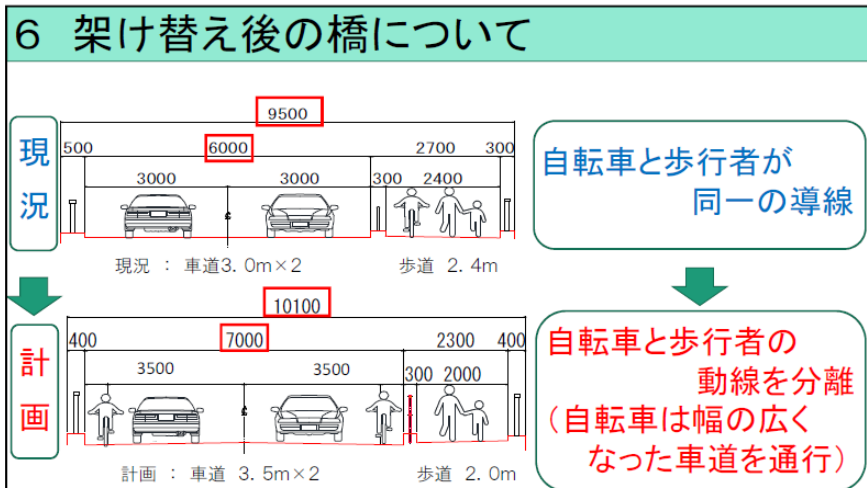 6 架け替え後の橋について
現況
9500
500
6000
2700
300
3000
3000
300
2400
現況 : 車道3.0m×2
歩道 2.4m
自転車と歩行者が
同一の導線
計画
10100
400
7000
2300
400
3500
3500
300
2000
計画 : 車道 3.5m×2
歩道 2.0m
自転車と歩行者の
動線を分離
(自転車は幅の広く
なった車道を通行)